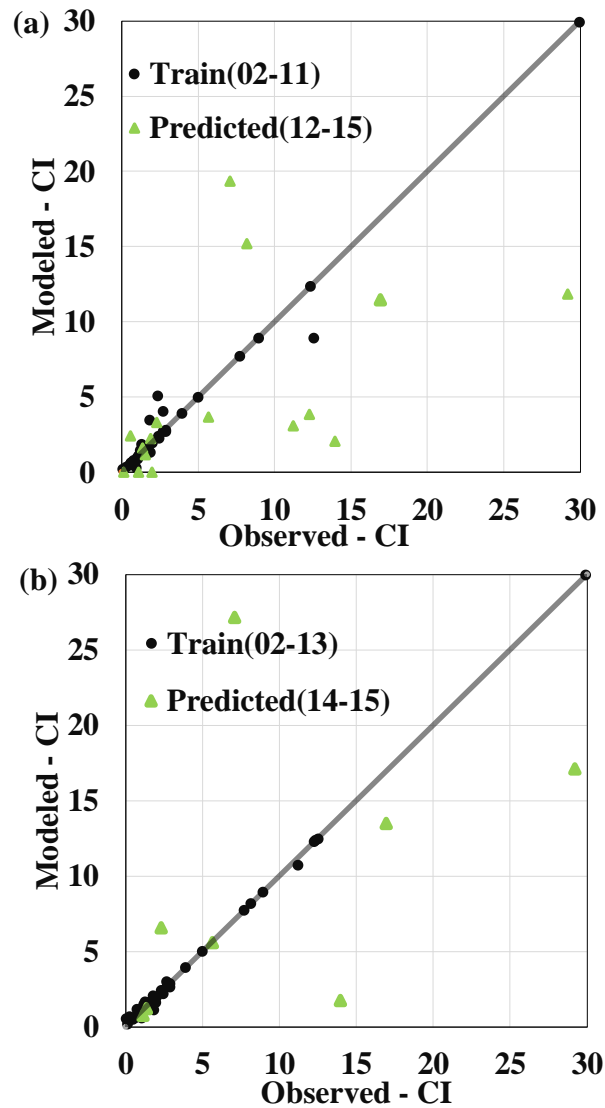 (a)
30
25
20
15
10
5
0
Modeled - CI
Train(02-11)
Predicted(12-15)
0 5 10 15 20 25 30
Observed - CI
(b)
30
25
20
15
10
5
0
Modeled - CI
Train(02-13)
Predicted(14-15)
0 5 10 15 20 25 30
Observed - CI